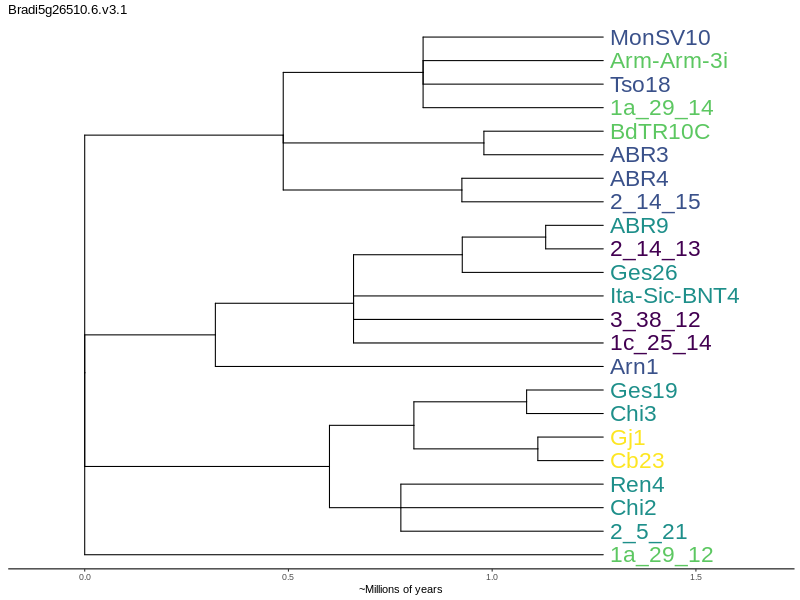 Bradi5g26510.6.v3.1
MonSV10
Arm-Arm-3i
Tso18
1a_29_14
BdTR10C
ABR3
ABR4
2_14_15
ABR9
2_14_13
Ges26
Ita-Sic-BNT4
3_38_12
1c_25_14
Arn1
Ges19
Chi3
Gj1
Cb23
Ren4
Chi2
2_5_21
1a_29_12
0.0 0.5 1.0 1.5
~Millions of years